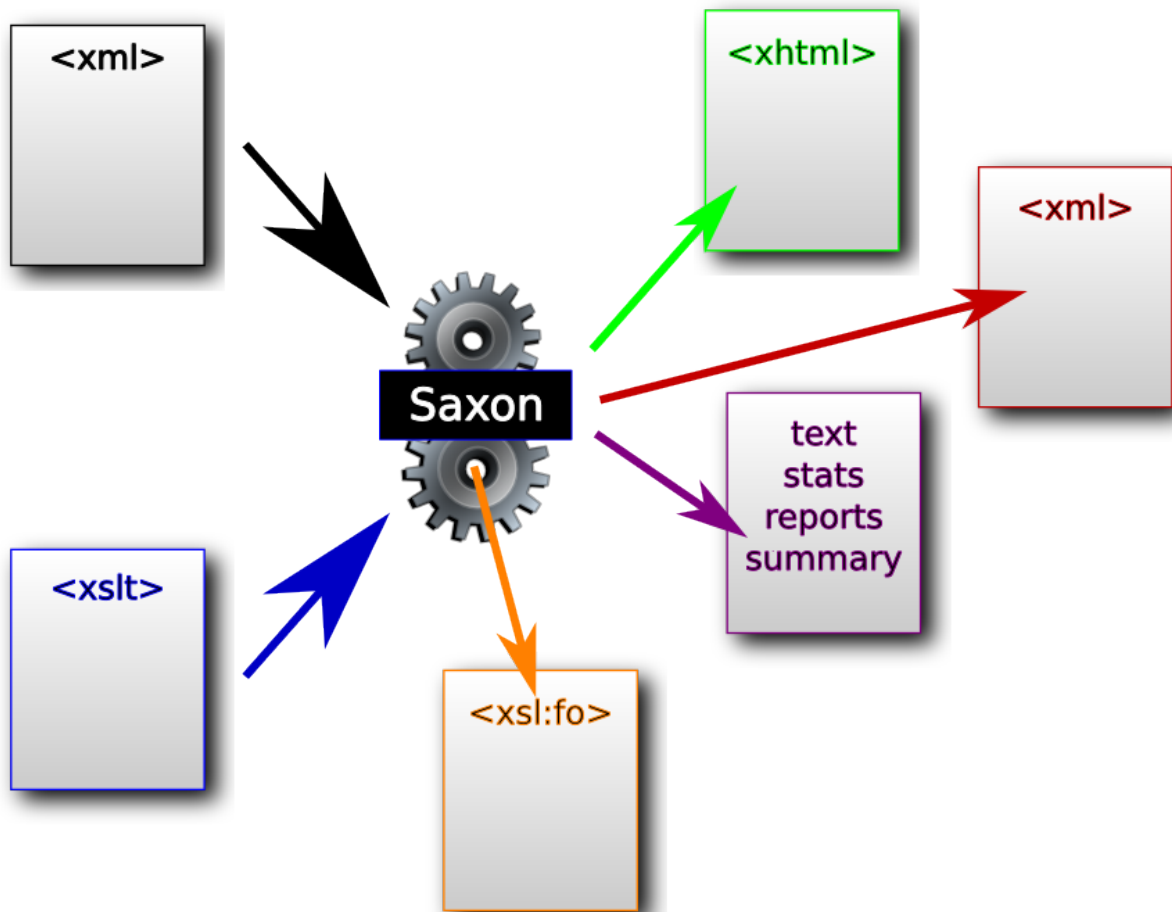 <xml>
<xhtml>
<xml>
Saxon
text
stats
reports
summary
<xslt>
<xsl:fo>